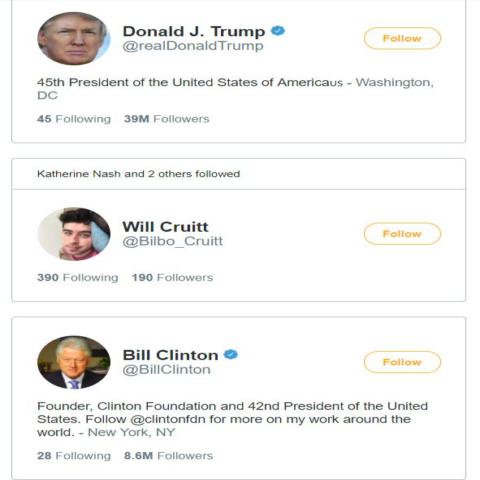 Donald J. Trump
@realDonaldTrump
Follow
45th President of the United States of Americaus - Washington,
DC
45 Following 39M Followers
Katherine Nash and 2 others followed
Will Cruitt
@Bilbo_Cruitt
Follow
390 Following 190 Followers
Bill Clinton
@BillClinton
Follow
Founder, Clinton Foundation and 42nd President of the United
States. Follow @clintonfdn for more on my work around the
world. - New York, NY
28 Following 8.6M Followers